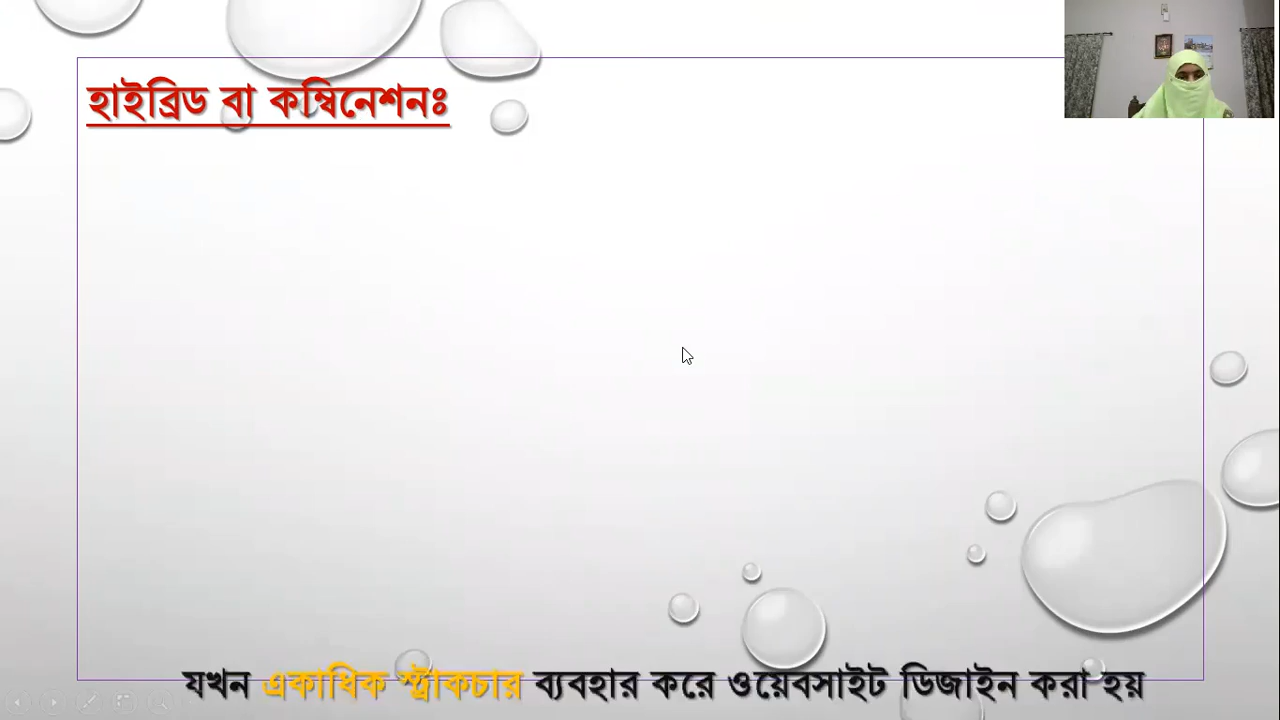 হাইব্রিড বা কম্বিনেশনঃ
যখন একাধিক স্ট্রাকচার ব্যবহার করে ওয়েবসাইট ডিজাইন করা হয়